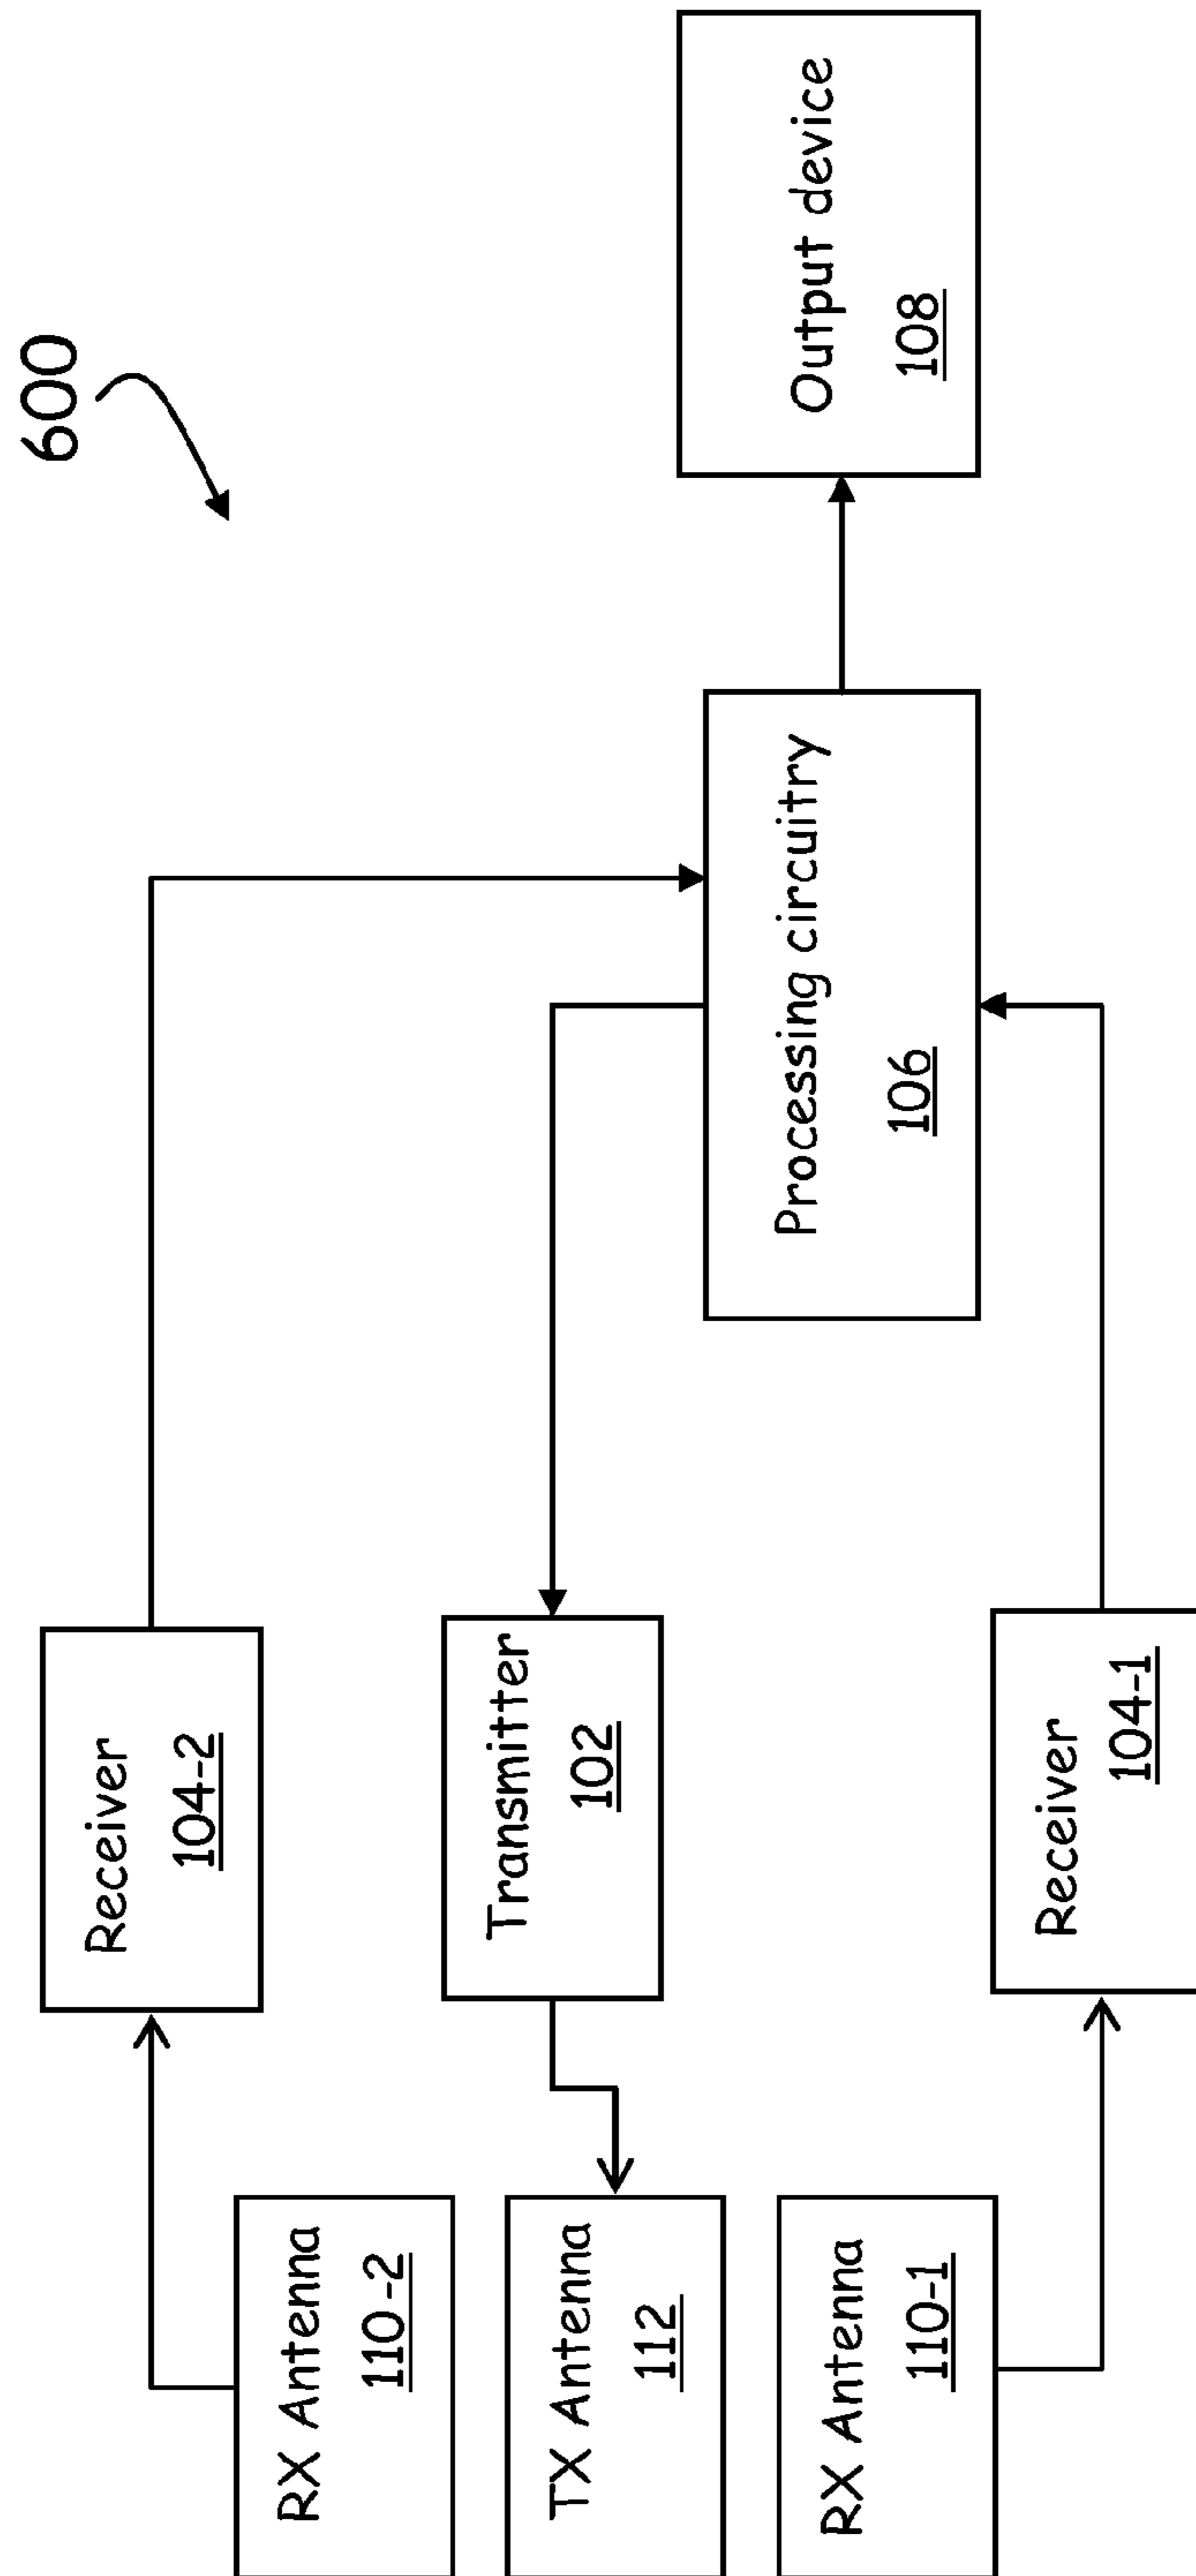 600
RX Antenna
110-2
Receiver
104-2
TX Antenna
112
Transmitter
102
RX Antenna
110-1
Receiver
104-1
Processing circuitry
106
Output device
108